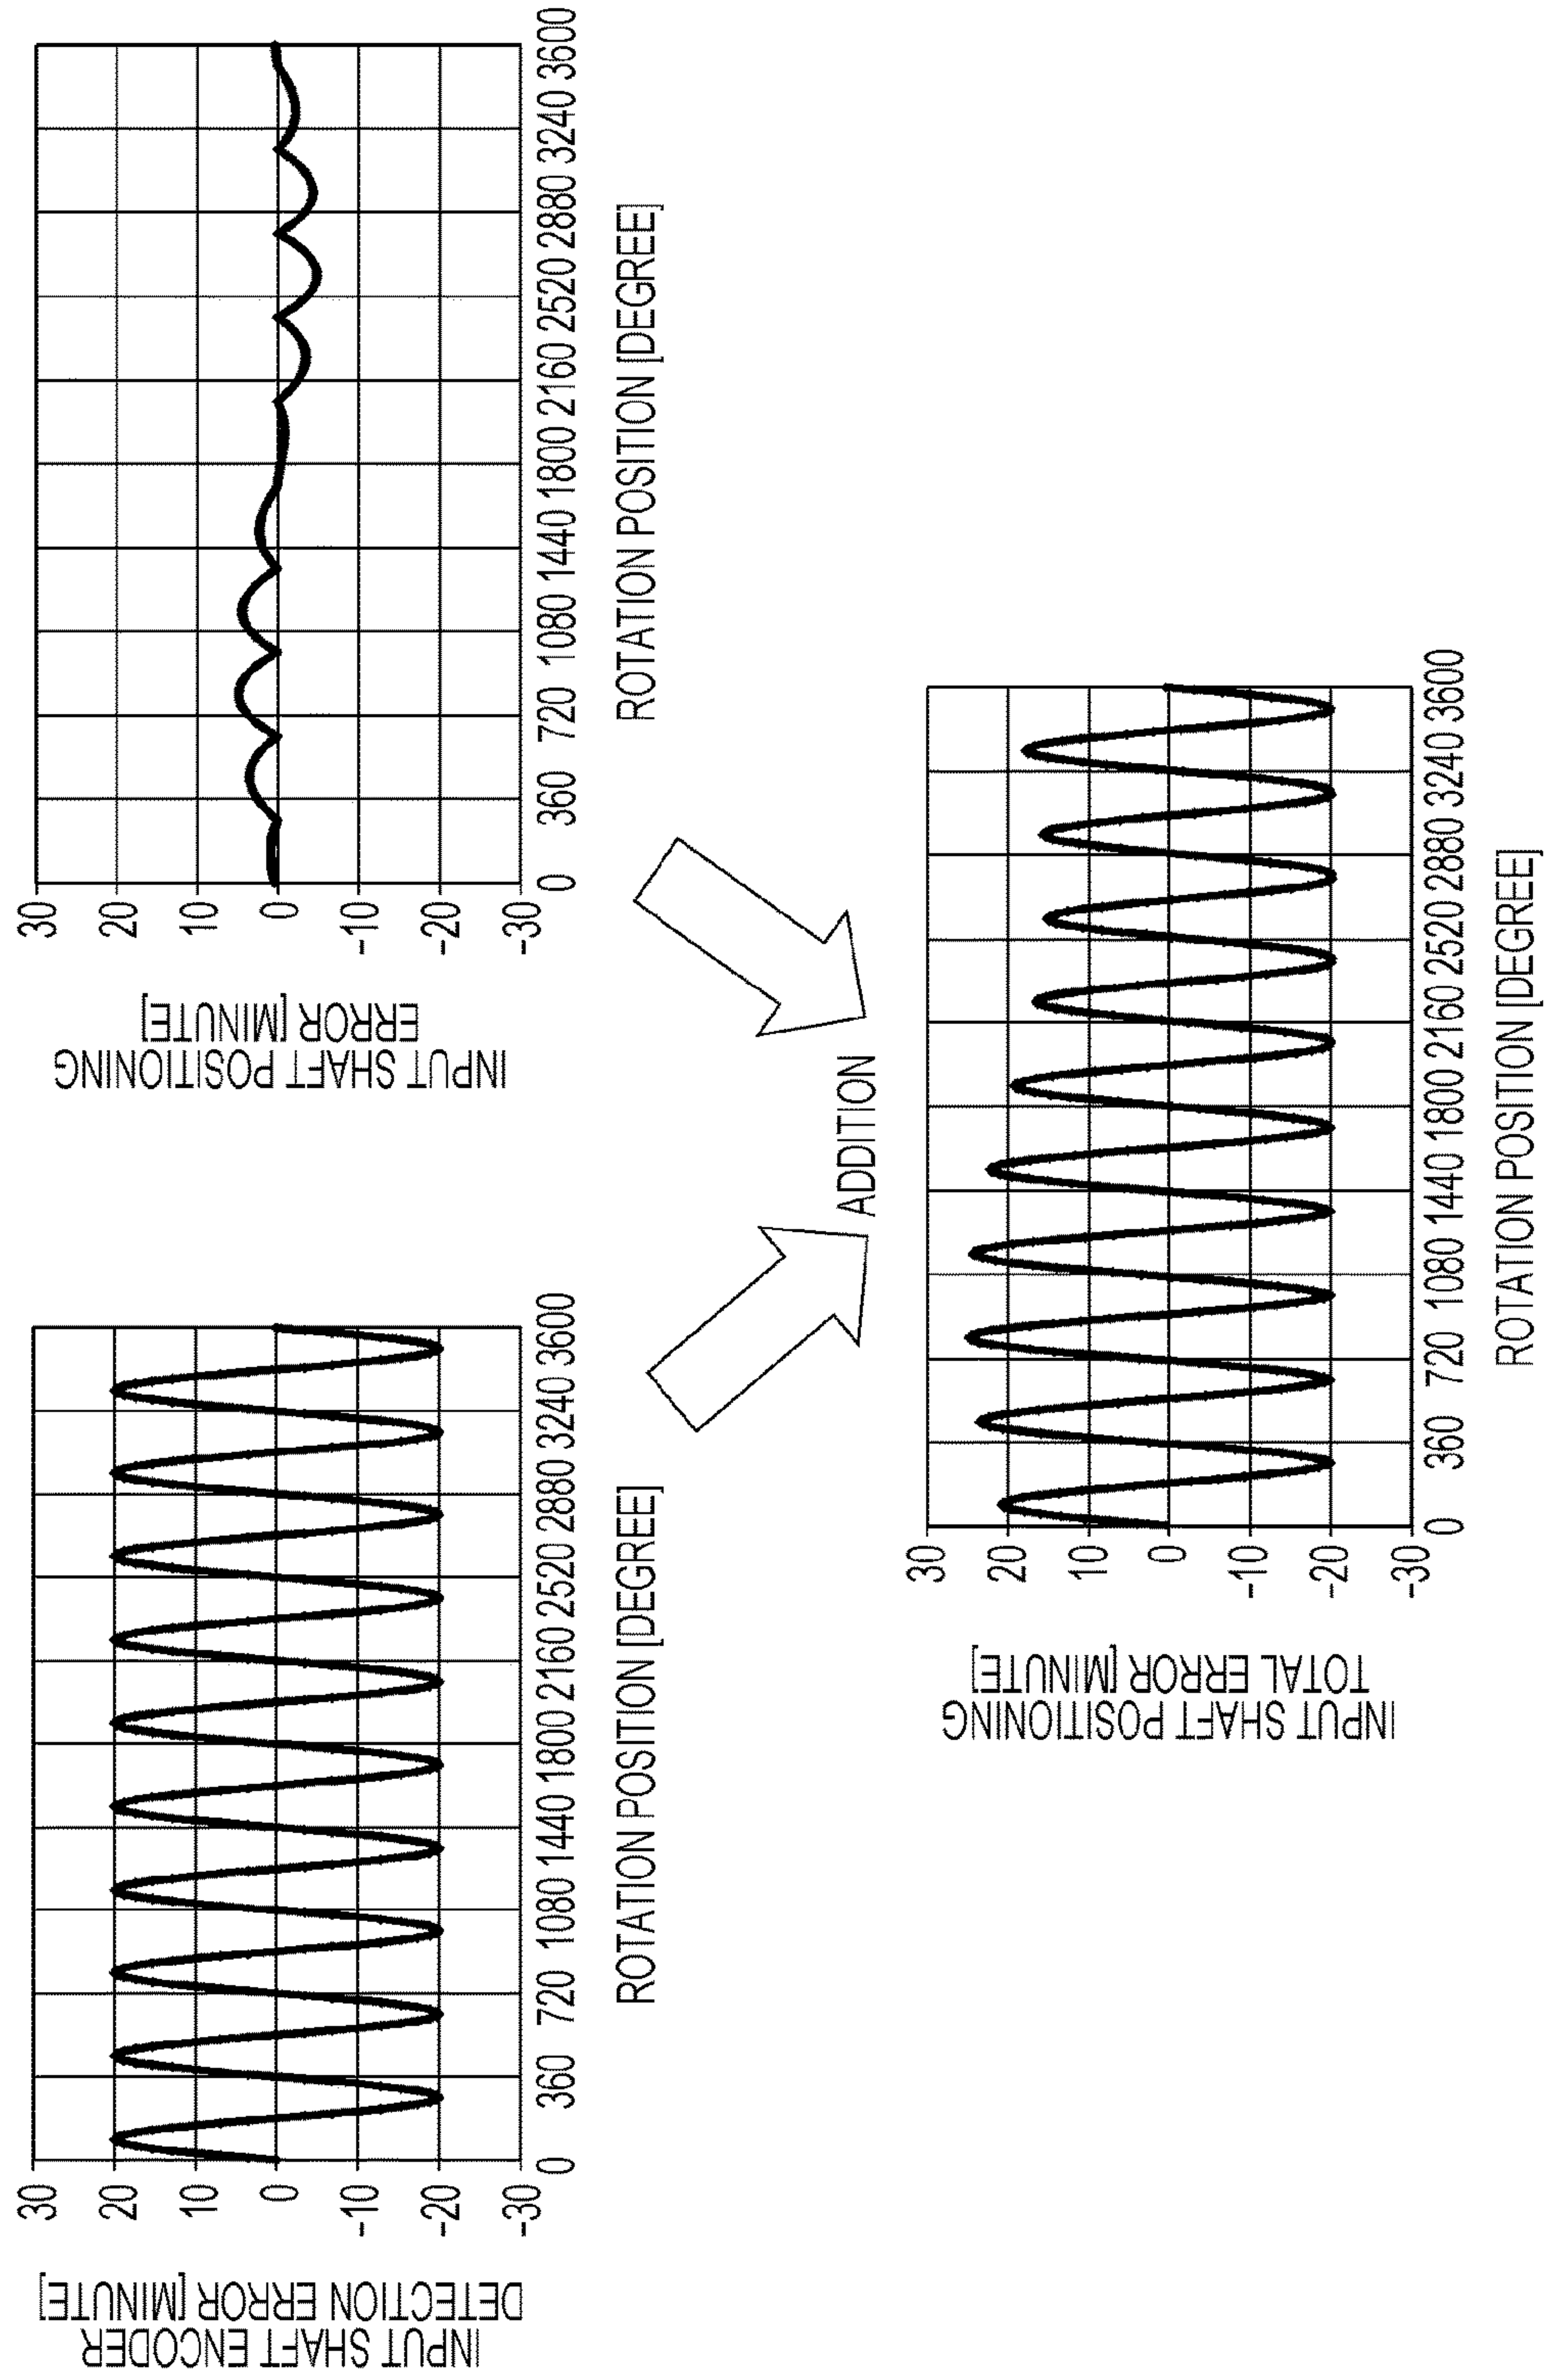 INPUT SHAFT ENCODER
DETECTION ERROR [MINUTE]
30
20
10
0
-10
-20
-30
0 360 720 1080 1440 1800 2160 2520 2880 3240 3600
ROTATION POSITION [DEGREE]
INPUT SHAFT POSITIONING
ERROR [MINUTE]
30
20
10
0
-10
-20
-30
0 360 720 1080 1440 1800 2160 2520 2880 3240 3600
ROTATION POSITION [DEGREE]
ADDITION
INPUT SHAFT POSITIONING
TOTAL ERROR [MINUTE]
30
20
10
0
-10
-20
-30
0 360 720 1080 1440 1800 2160 2520 2880 3240 3600
ROTATION POSITION [DEGREE]